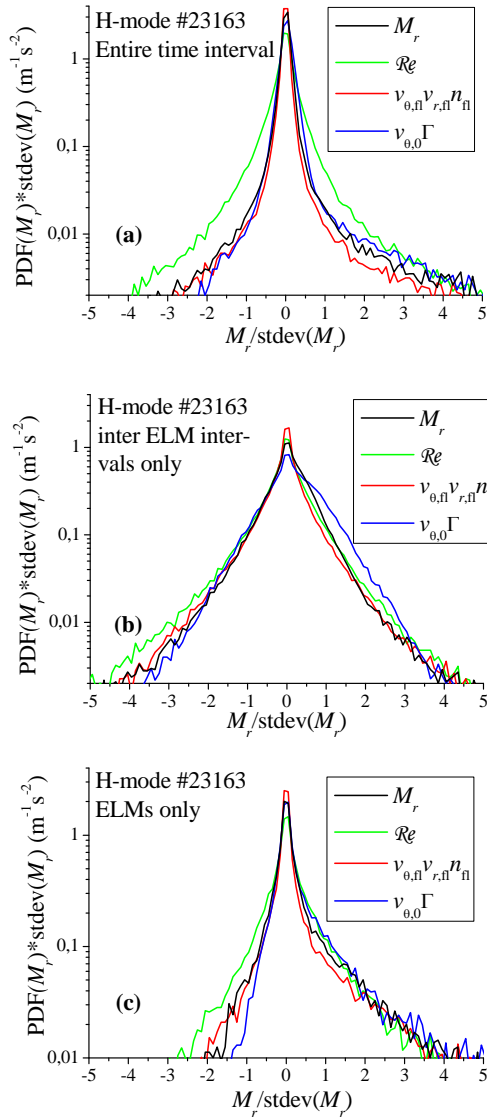 H-mode #23163
Entire time interval
M_r
ℛe
v_θ,fl v_r,fl n_fl
v_θ,0 Γ
PDF(M_r)*stdev(M_r) (m⁻¹s⁻²)
1
0,1
0,01
(a)
-5 -4 -3 -2 -1 0 1 2 3 4 5
M_r/stdev(M_r)
H-mode #23163
inter ELM inter-
vals only
M_r
ℛe
v_θ,fl v_r,fl n
v_θ,0 Γ
PDF(M_r)*stdev(M_r) (m⁻¹s⁻²)
1
0,1
0,01
(b)
-5 -4 -3 -2 -1 0 1 2 3 4 5
M_r/stdev(M_r)
H-mode #23163
ELMs only
M_r
ℛe
v_θ,fl v_r,fl n_fl
v_θ,0 Γ
PDF(M_r)*stdev(M_r) (m⁻¹s⁻²)
1
0,1
0,01
(c)
-5 -4 -3 -2 -1 0 1 2 3 4 5
M_r/stdev(M_r)